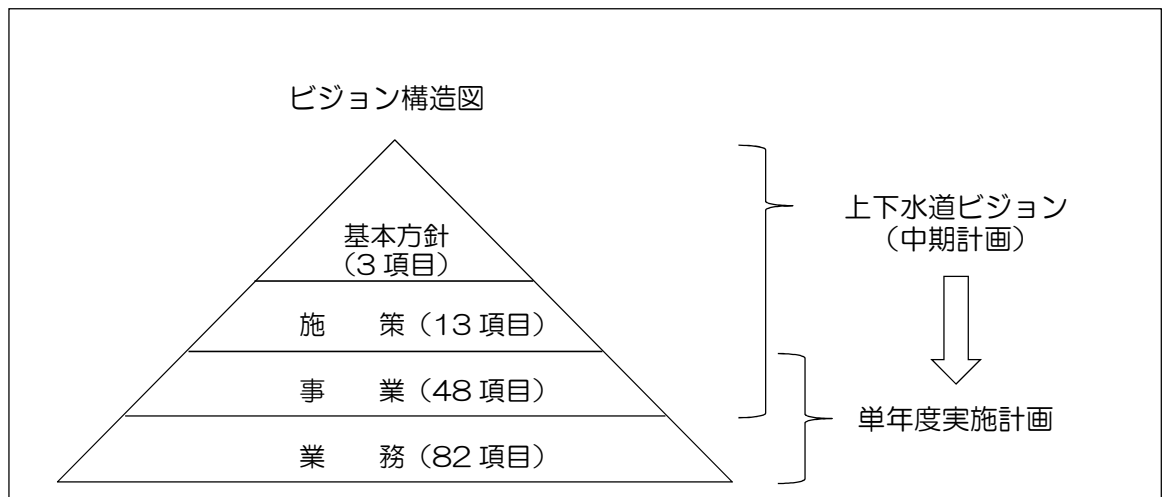 ビジョン構造図
基本方針
（3 項目）
施　　策（13 項目）
事　　業（48 項目）
業　　務（82 項目）
上下水道ビジョン
（中期計画）
単年度実施計画